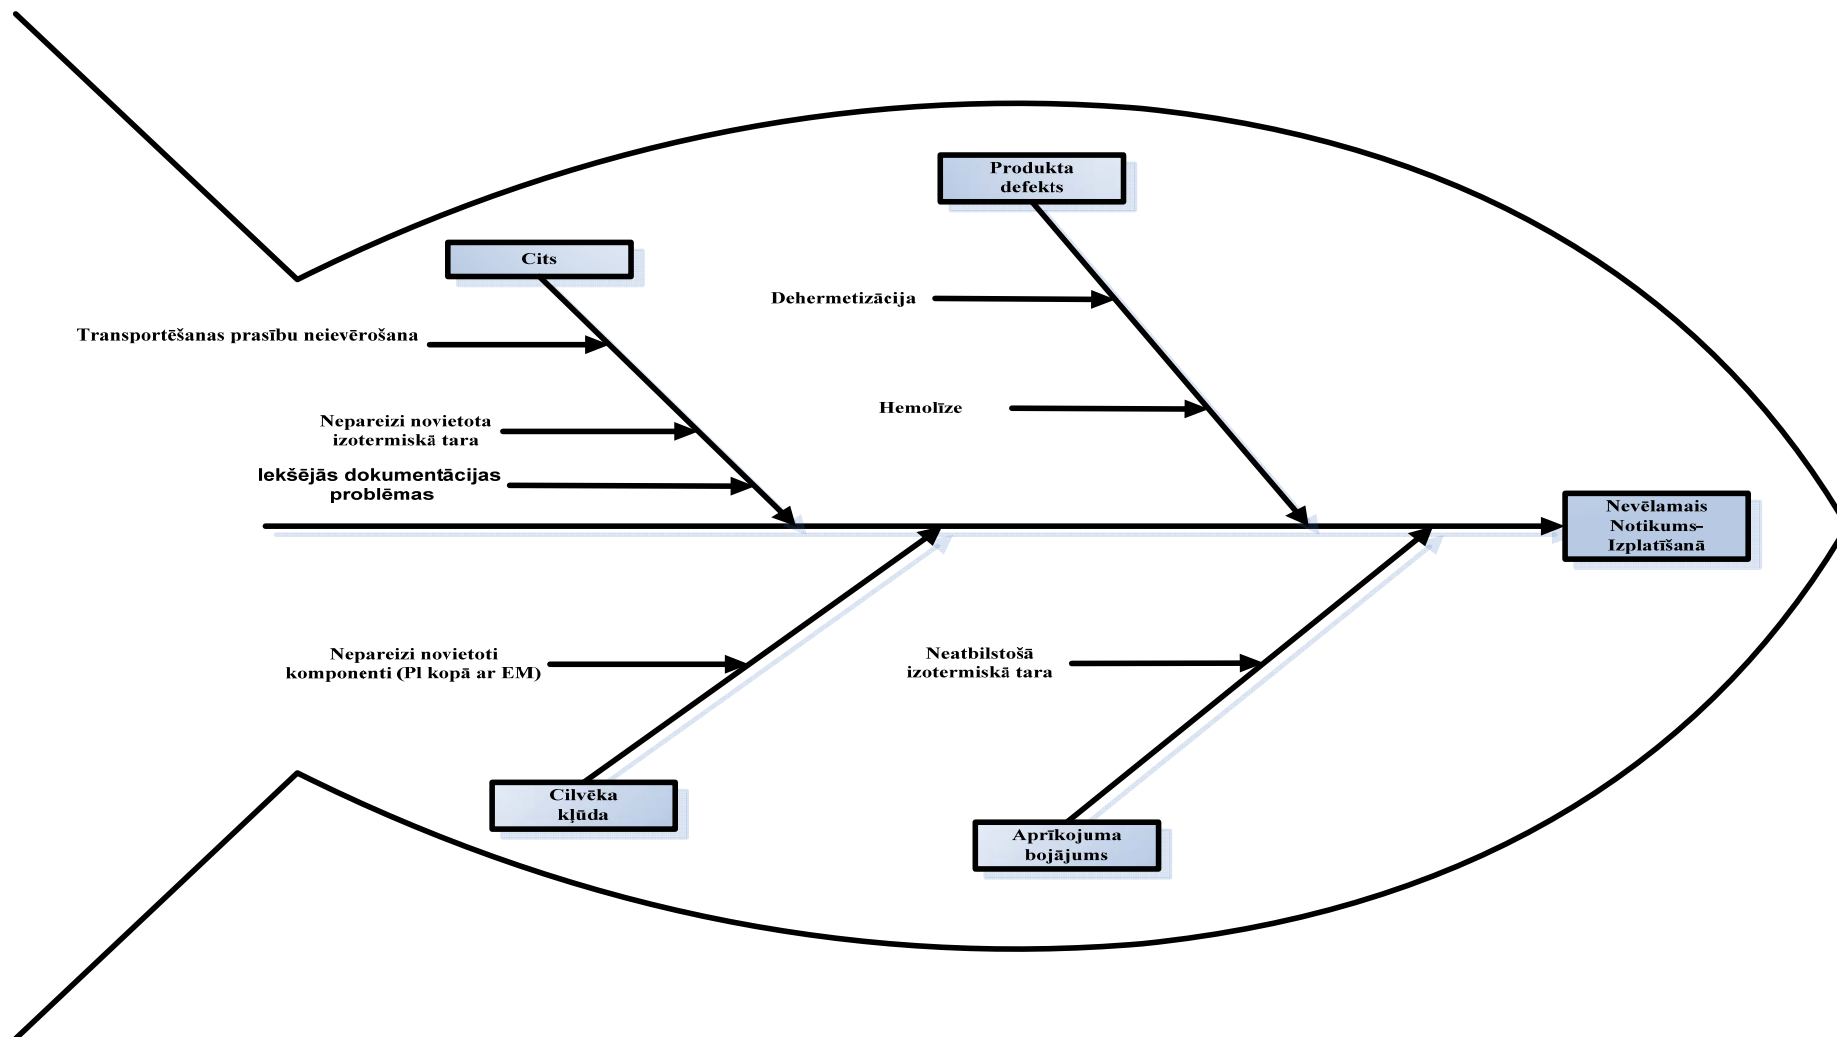 Produkta
defekts
Cits
Dehermetizācija
Transportēšanas prasību neievērošana
Hemolīze
Nepareizi novietota
izotermiskā tara
Iekšējās dokumentācijas
problēmas
Nevēlamais
Notikums–
Izplatīšanā
Nepareizi novietoti
komponenti (Pl kopā ar EM)
Neatbilstošā
izotermiskā tara
Cilvēka
kļūda
Aprīkojuma
bojājums